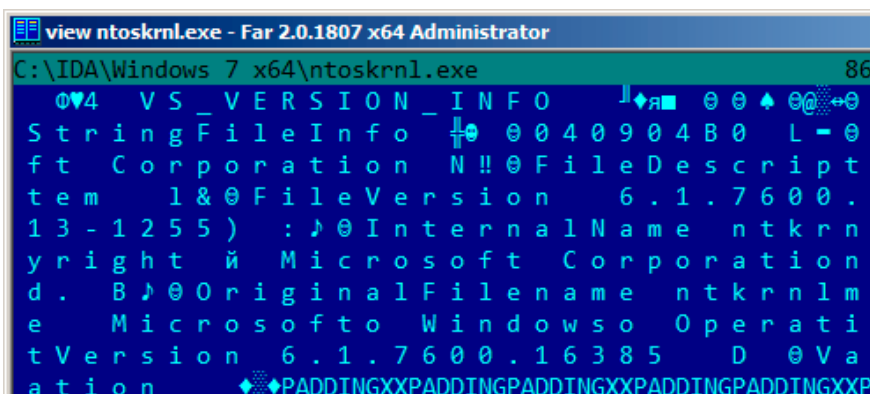 view ntoskrnl.exe - Far 2.0.1807 x64 Administrator
C:\IDA\Windows 7 x64\ntoskrnl.exe 86
Ф♥4 V S _ V E R S I O N _ I N F O ╜♦я■ ☺ ☺ ♠ ☺@░↔☺
S t r i n g F i l e I n f o ╬☻ ☺ 0 4 0 9 0 4 B 0 L ▬ ☺
f t C o r p o r a t i o n N ‼ ☺ F i l e D e s c r i p t
t e m l & ☺ F i l e V e r s i o n 6 . 1 . 7 6 0 0 .
1 3 - 1 2 5 5 ) : ♪ ☺ I n t e r n a l N a m e n t k r n
y r i g h t й M i c r o s o f t C o r p o r a t i o n
d . B ♪ ☺ O r i g i n a l F i l e n a m e n t k r n l m
e M i c r o s o f t o W i n d o w s o O p e r a t i
t V e r s i o n 6 . 1 . 7 6 0 0 . 1 6 3 8 5 D ☺ V a
a t i o n ♦░♦PADDINGXXPADDINGPADDINGXXPADDINGPADDINGXXP